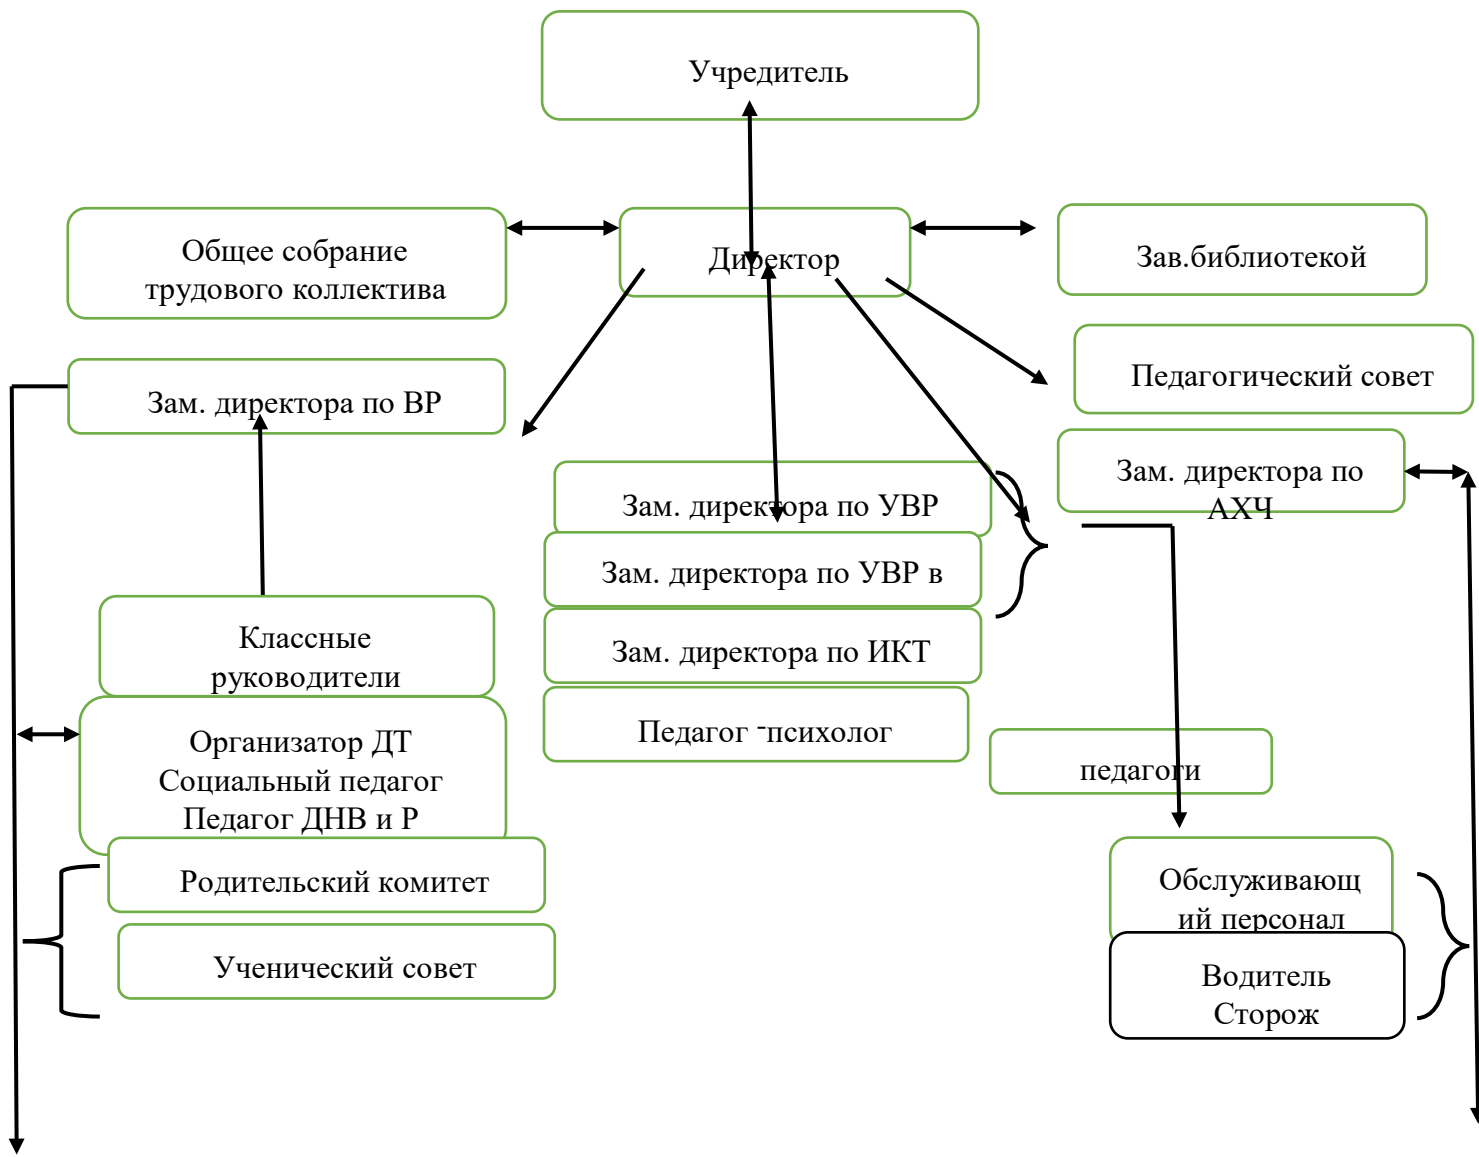 Учредитель
Общее собрание
трудового коллектива
Директор
Зав.библиотекой
Педагогический совет
Зам. директора по ВР
Зам. директора по
АХЧ
Зам. директора по УВР
Зам. директора по УВР в
Зам. директора по ИКТ
Педагог -психолог
Классные
руководители
Организатор ДТ
Социальный педагог
Педагог ДНВ и Р
Родительский комитет
Ученический совет
педагоги
Обслуживающ
ий персонал
Водитель
Сторож